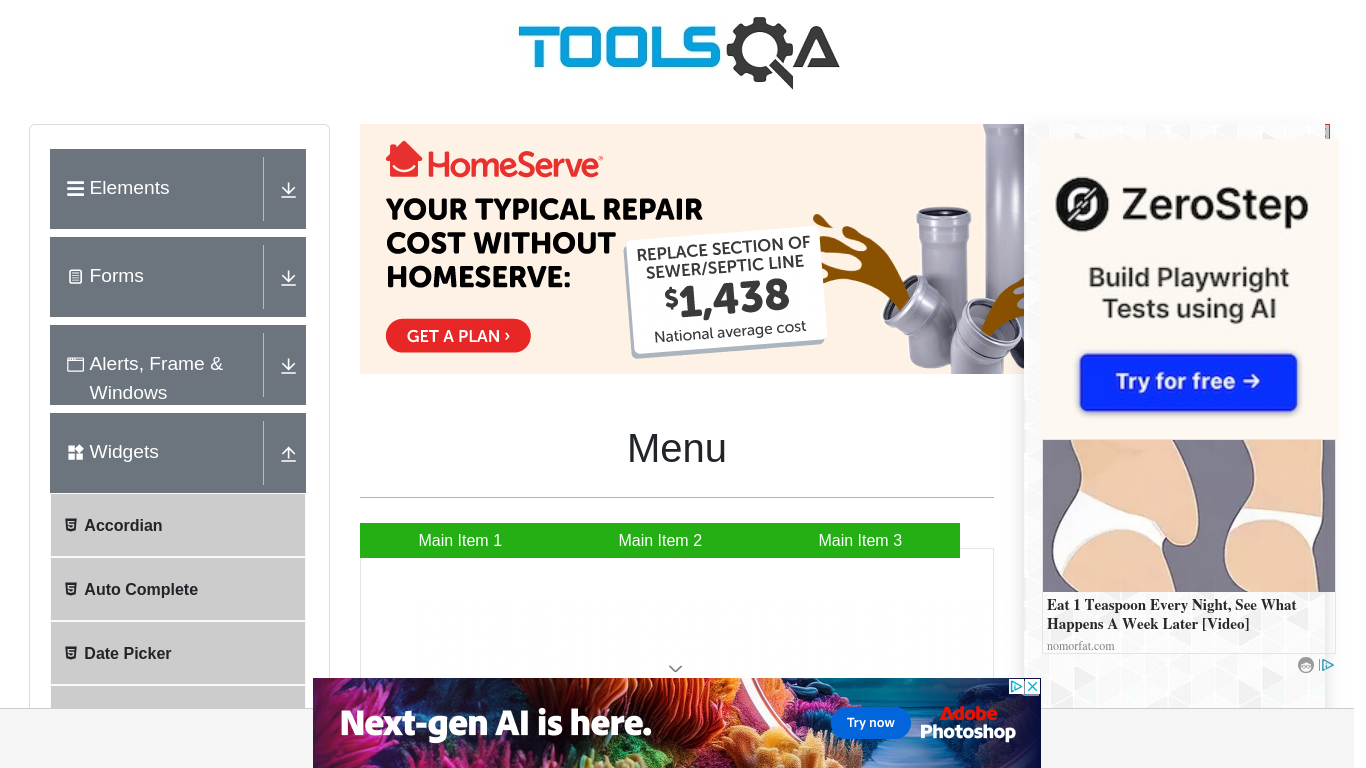 TOOLSQA
Elements
Forms
Alerts, Frame &
Windows
Widgets
Accordian
Auto Complete
Date Picker
HomeServe®
YOUR TYPICAL REPAIR
COST WITHOUT
HOMESERVE:
GET A PLAN ›
REPLACE SECTION OF
SEWER/SEPTIC LINE
$1,438
National average cost
Menu
Main Item 1
Main Item 2
Main Item 3
ZeroStep
Build Playwright
Tests using AI
Try for free →
Eat 1 Teaspoon Every Night, See What
Happens A Week Later [Video]
nomorfat.com
Next-gen AI is here.
Try now
Adobe
Photoshop